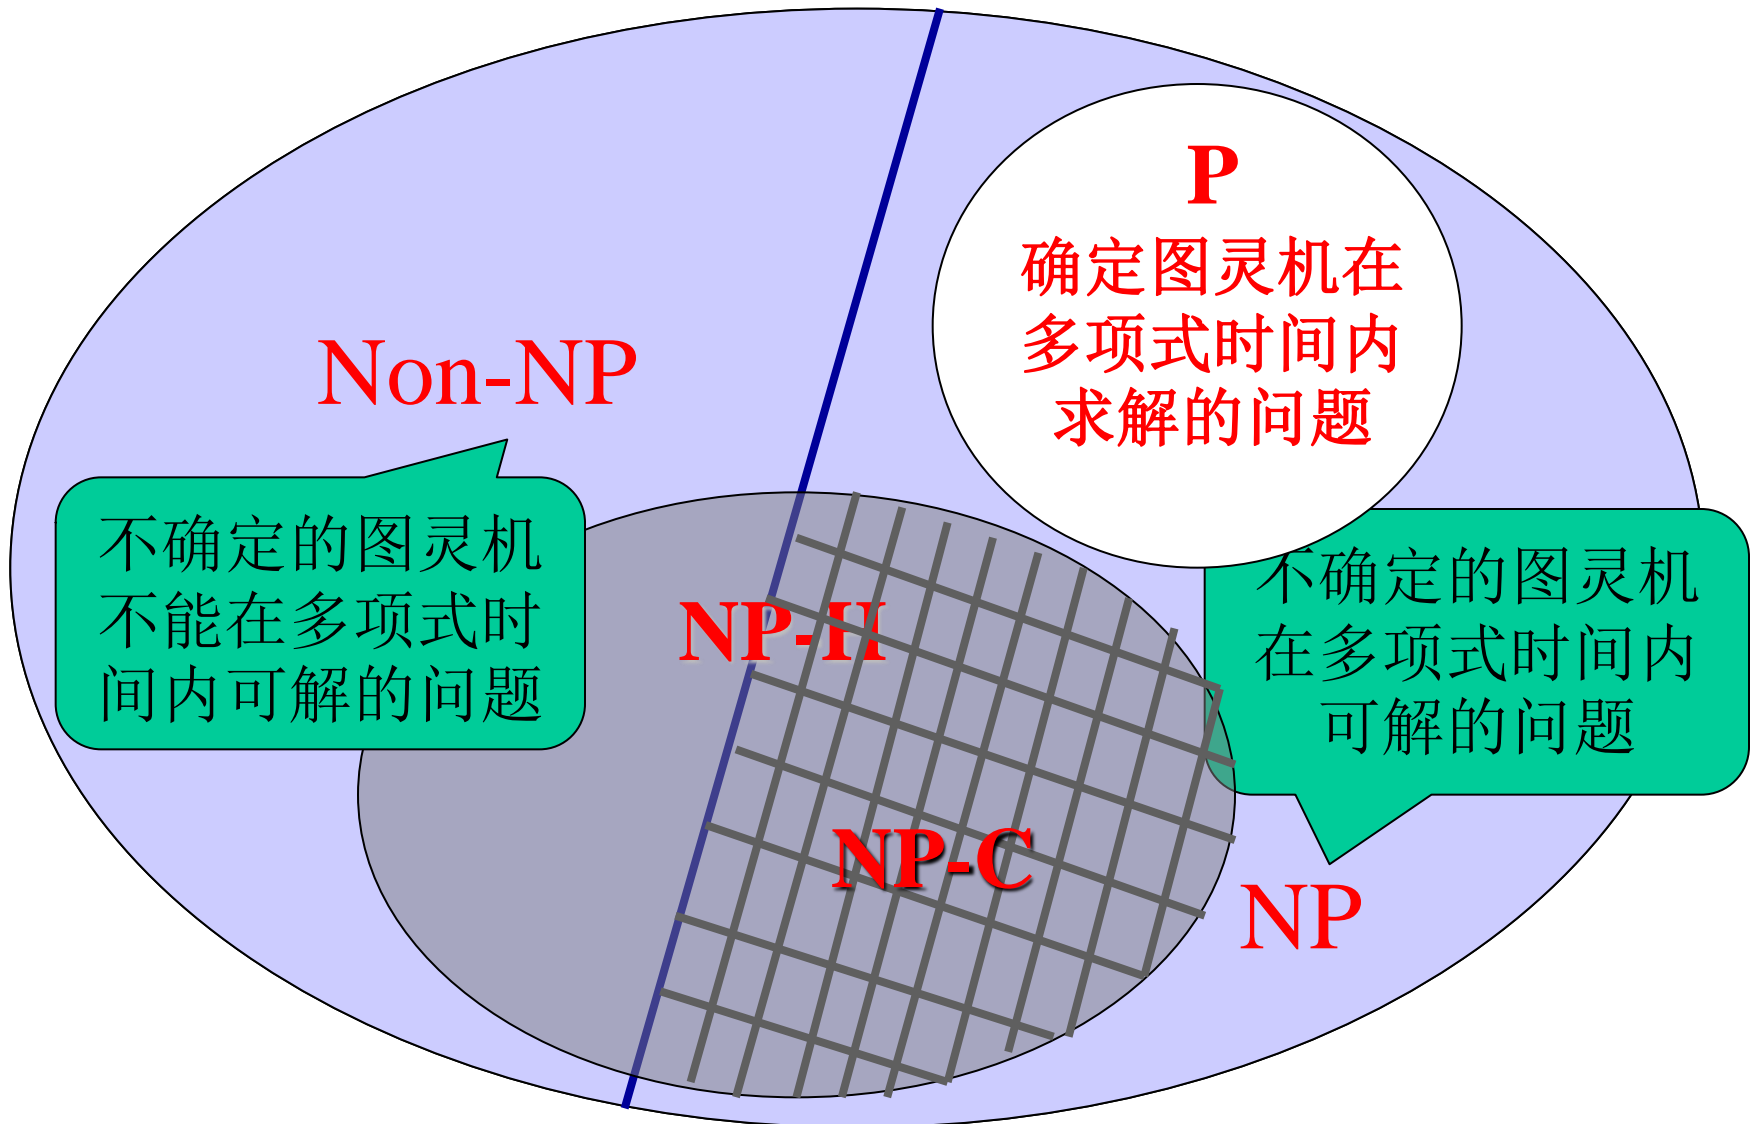 P
确定图灵机在
多项式时间内
求解的问题
Non-NP
不确定的图灵机
不能在多项式时
间内可解的问题
不确定的图灵机
在多项式时间内
可解的问题
NP-H
NP-C
NP